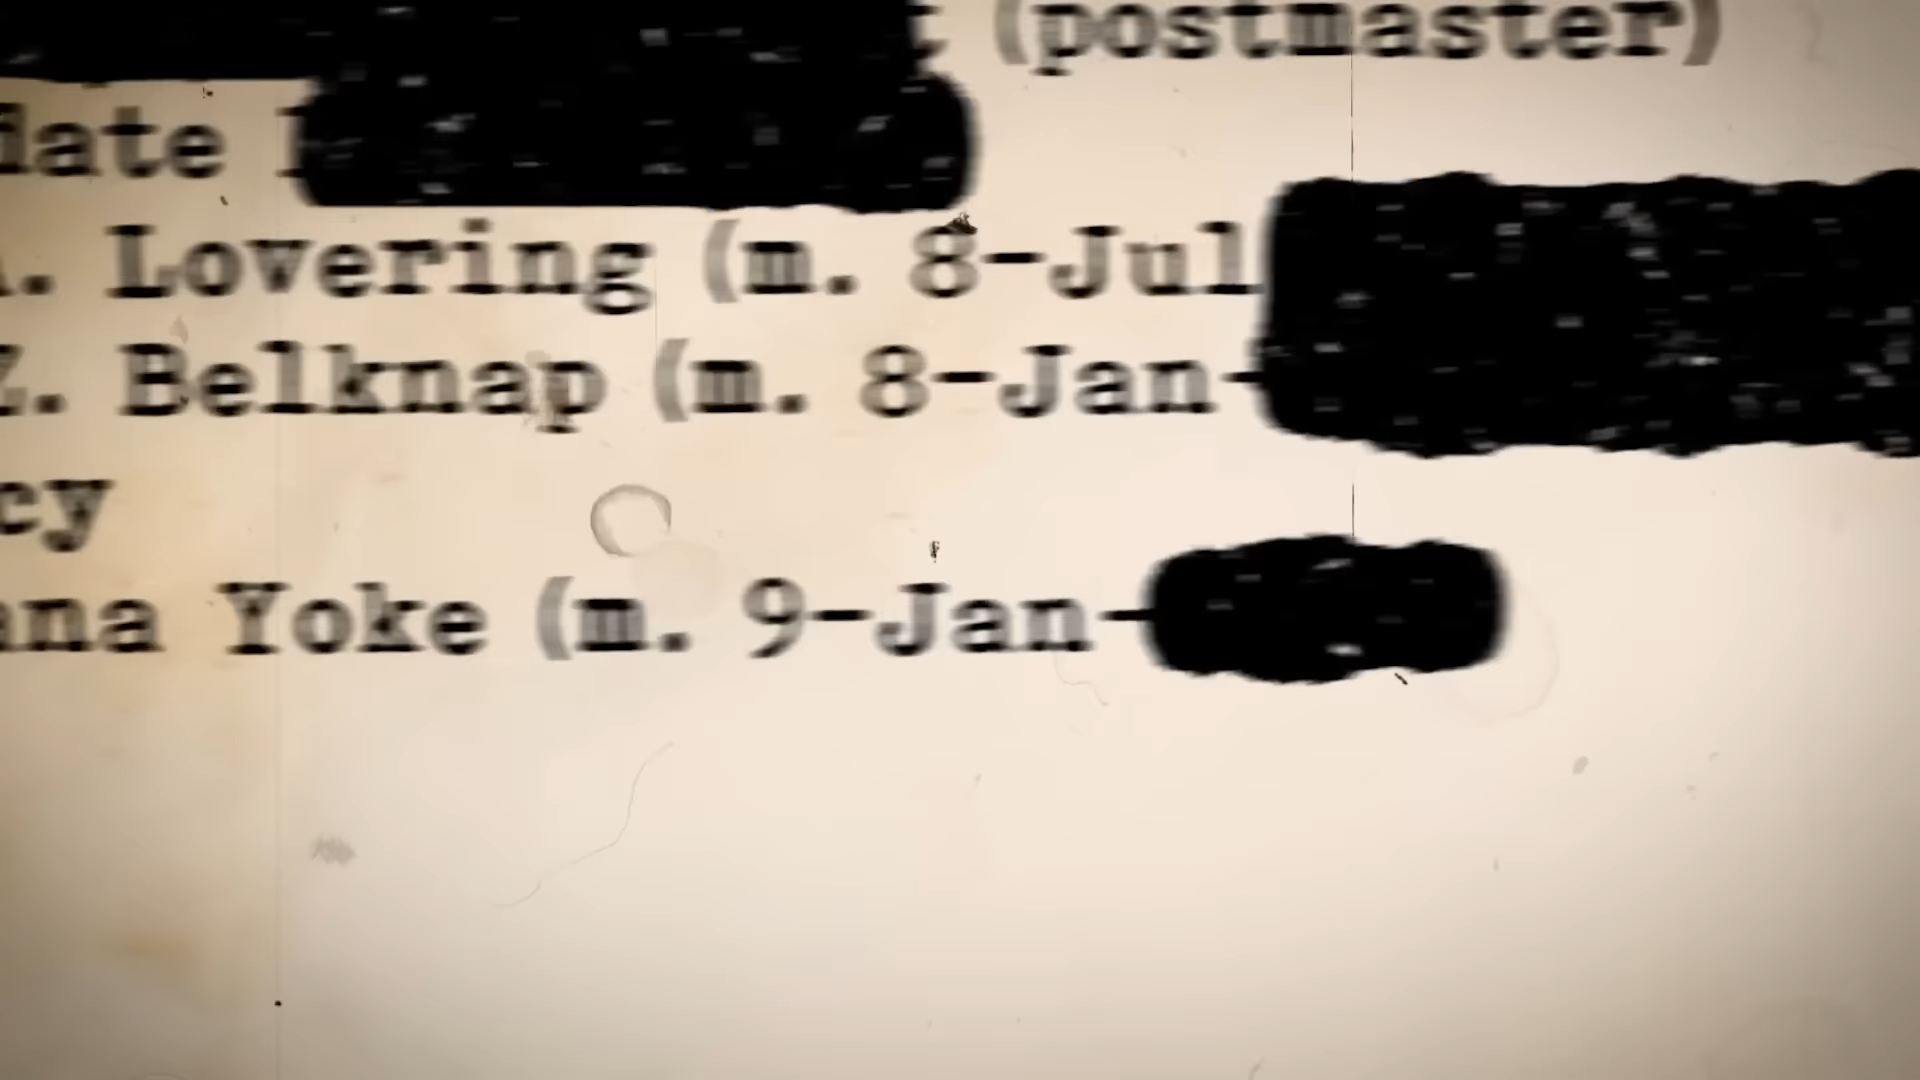 (postmaster)
date
. Lovering (m. 8-Jul
Z. Belknap (m. 8-Jan-
cy
ana Yoke (m. 9-Jan-